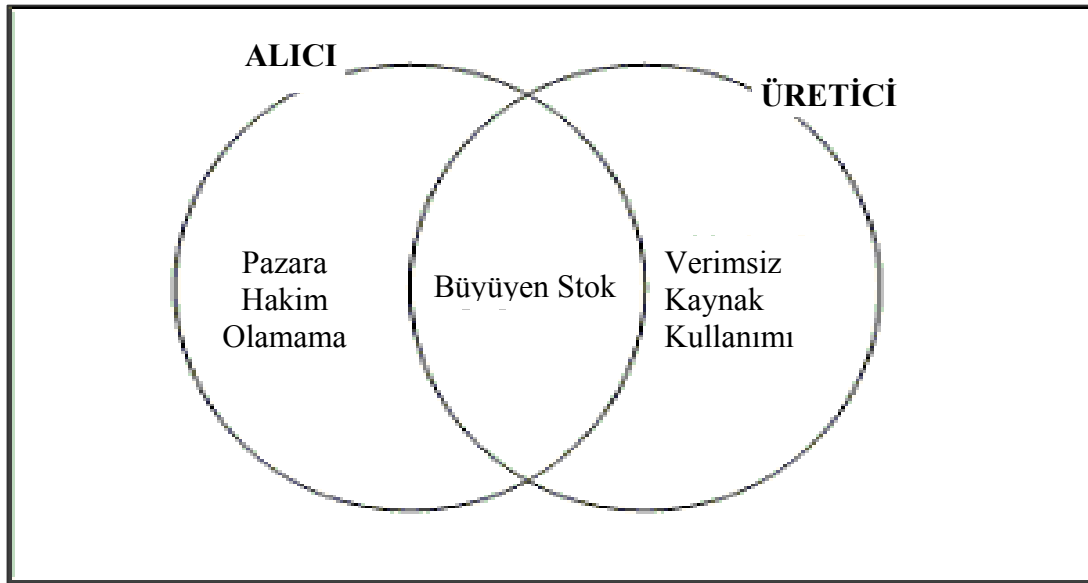 ALICI
ÜRETİCİ
Pazara
Hakim
Olamama
Büyüyen Stok
Verimsiz
Kaynak
Kullanımı